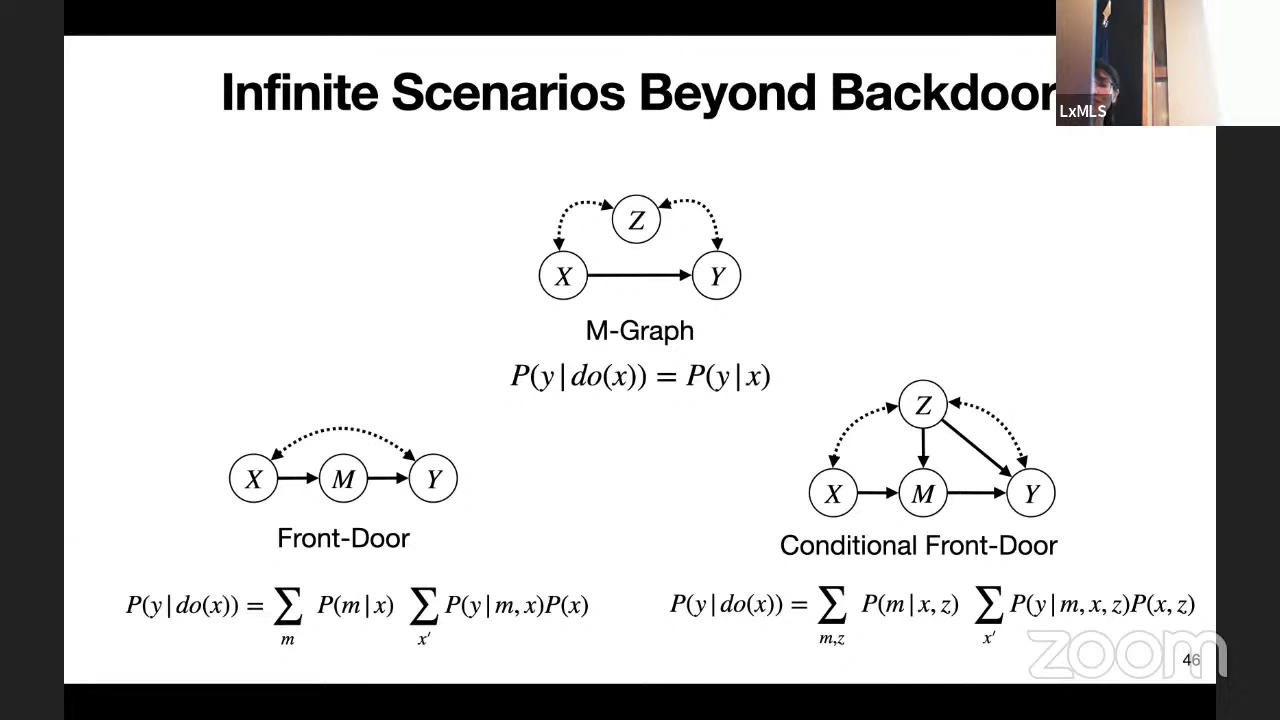 Infinite Scenarios Beyond Backdoor
LxMLS
Z
X
Y
M-Graph
P(y|do(x)) = P(y|x)
X
M
Y
Front-Door
P(y|do(x)) = ∑ₘ P(m|x) ∑ₓ′ P(y|m, x)P(x)
Z
X
M
Y
Conditional Front-Door
P(y|do(x)) = ∑ m,z P(m|x, z) ∑ x′ P(y|m, x, z)P(x, z)
46
zoom